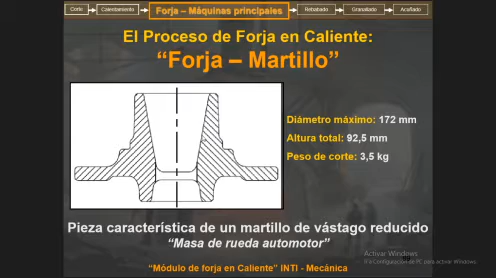 Corte
Calentamiento
Forja – Máquinas principales
Rebabado
Granallado
Acuñado
El Proceso de Forja en Caliente:
“Forja – Martillo”
Diámetro máximo: 172 mm
Altura total: 92,5 mm
Peso de corte: 3,5 kg
Pieza característica de un martillo de vástago reducido
“Masa de rueda automotor”
Activar Windows
Ir a Configuración de PC para activar Windows.
“Módulo de forja en Caliente” INTI - Mecánica